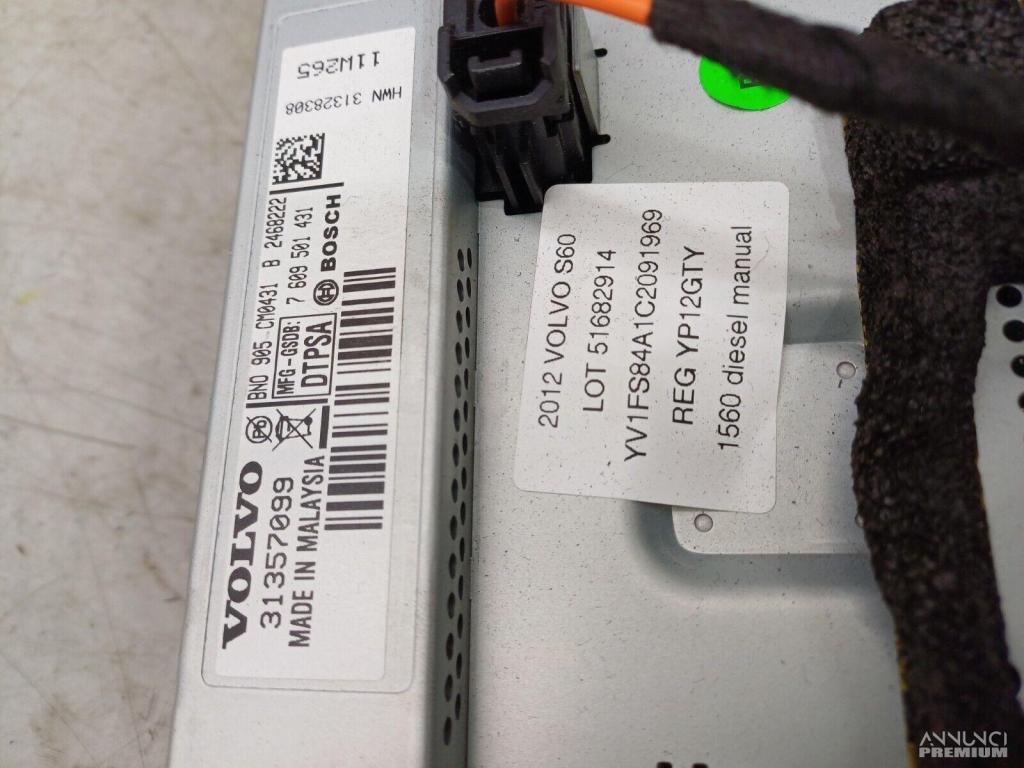 VOLVO
31357099
MADE IN MALAYSIA
Pb
BNO 905 CM0431 B 2468222
MFG-GSDB:
DTPSA
7 609 501 431
BOSCH
HWN 31328308
11W265
2012 VOLVO S60
LOT 51682914
YV1FS84A1C2091969
REG YP12GTY
1560 diesel manual
ANNUNCI
PREMIUM